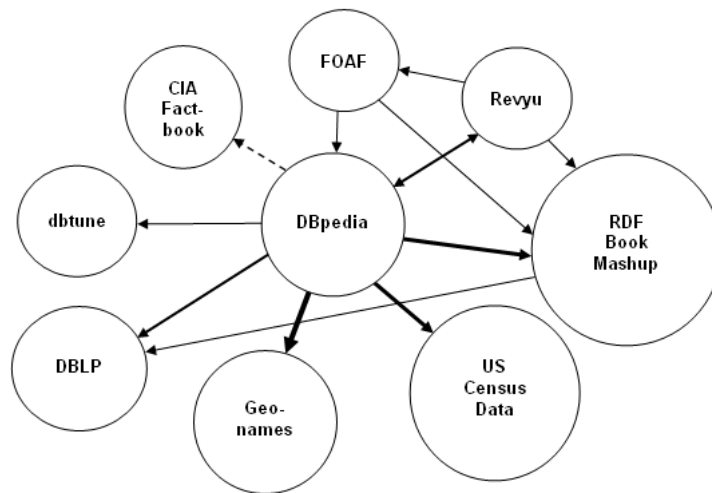 FOAF
CIA
Fact-
book
Revyu
dbtune
DBpedia
RDF
Book
Mashup
DBLP
Geo-
names
US
Census
Data